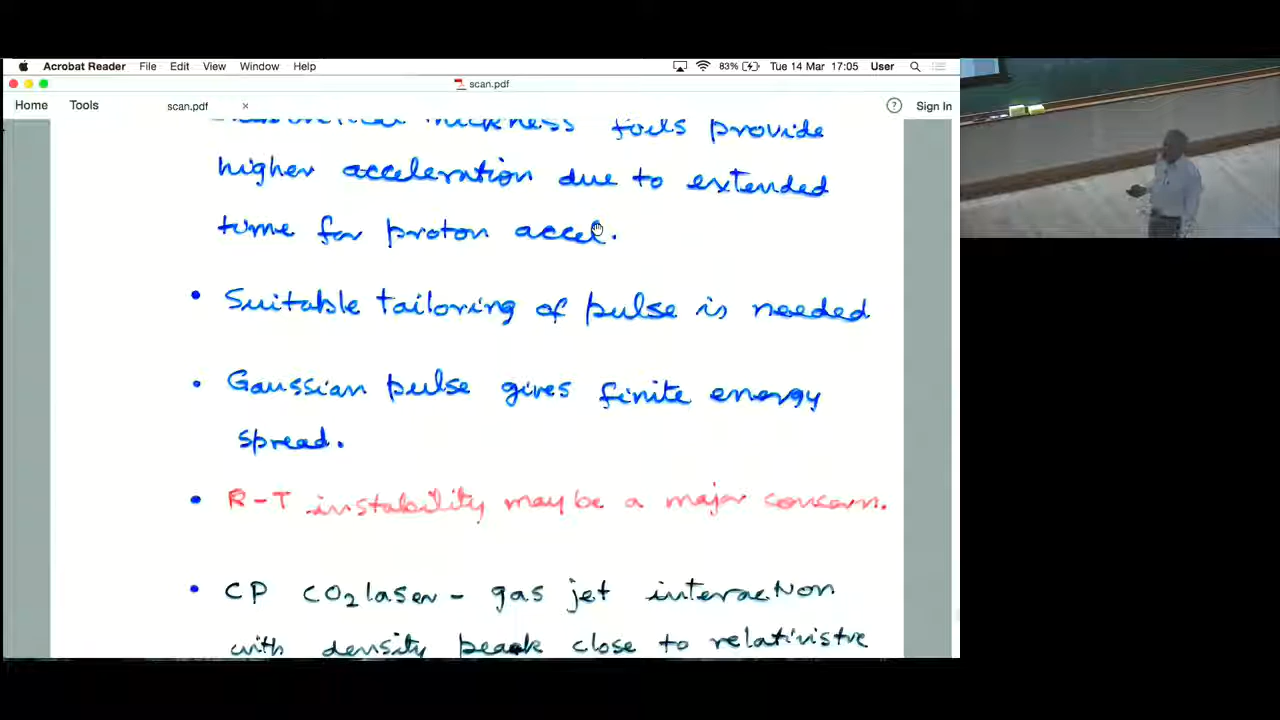 Acrobat Reader File Edit View Window Help 83% Tue 14 Mar 17:05 User
scan.pdf
Home Tools scan.pdf × ? Sign In
thickness foils provide
higher acceleration due to extended
time for proton accel.
• Suitable tailoring of pulse is needed
• Gaussian pulse gives finite energy
spread.
• R-T instability may be a major concern.
• CP CO2 laser - gas jet interaction
with density peak close to relativistic